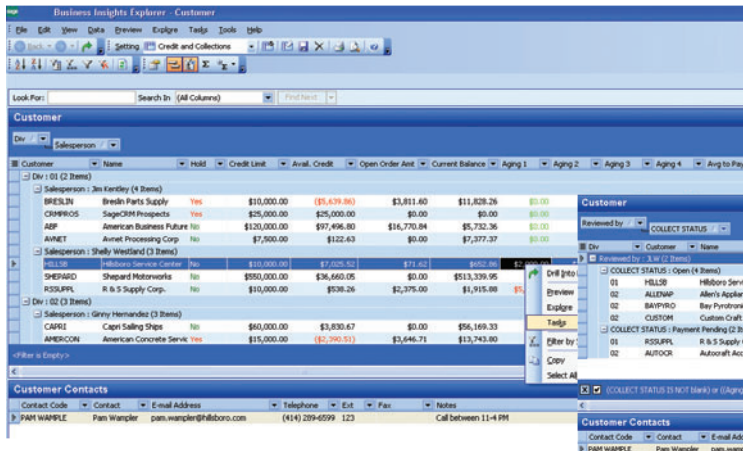 sage Business Insights Explorer - Customer
File Edit View Data Preview Explore Tasks Tools Help
Back Setting Credit and Collections
Look For: Search In (All Columns) Find Next
Customer
Div Salesperson
Customer Name Hold Credit Limit Avail. Credit Open Order Amt Current Balance Aging 1 Aging 2 Aging 3 Aging 4 Avg to Pay
Div : 01 (2 Items)
Salesperson : Jim Kentley (4 Items)
BRESLIN Breslin Parts Supply Yes $10,000.00 ($5,639.86) $3,811.60 $11,828.26 $0.00
CRMPROS SageCRM Prospects Yes $25,000.00 $25,000.00 $0.00 $0.00 $0.00
ABF American Business Future No $120,000.00 $97,496.80 $16,770.84 $5,732.36 $0.00
AVNET Avnet Processing Corp No $7,500.00 $122.63 $0.00 $7,377.37 $0.00
Salesperson : Shelly Westland (3 Items)
HILLSB Hillsboro Service Center No $10,000.00 $7,025.52 $71.62 $652.86
SHEPARD Shepard Motorworks No $550,000.00 $36,660.05 $0.00 $513,339.95
RSSUPPL R & S Supply Corp. No $10,000.00 $538.26 $2,375.00 $1,915.88
Div : 02 (3 Items)
Salesperson : Ginny Hernandez (3 Items)
CAPRI Capri Sailing Ships No $60,000.00 $3,830.67 $0.00 $56,169.33
AMERCON American Concrete Servic Yes $15,000.00 ($2,390.51) $3,646.71 $13,743.80
<Filter is Empty>
Drill Into
Preview
Explore
Tasks
Filter by
Copy
Select All
Customer Contacts
Contact Code Contact E-mail Address Telephone Ext Fax Notes
PAM WAMPLE Pam Wampler pam.wampler@hillsboro.com (414) 289-6599 123 Call between 11-4 PM
Customer
Reviewed by COLLECT STATUS
Div Customer Name
Reviewed by : JLW (2 Items)
COLLECT STATUS : Open (4 Items)
01 HILLSB Hillsboro Serv
02 ALLENAP Allen's Applian
02 BAYPYRO Bay Pyrotroni
02 CUSTOM Custom Craft
COLLECT STATUS : Payment Pending (2 It
01 RSSUPPL R & S Supply
02 AUTOCR Autocraft Acc
(COLLECT STATUS IS NOT blank) or ((Aging
Customer Contacts
Contact Code Contact E-mail Add
PAM WAMPLE Pam Wampler pam.wamp